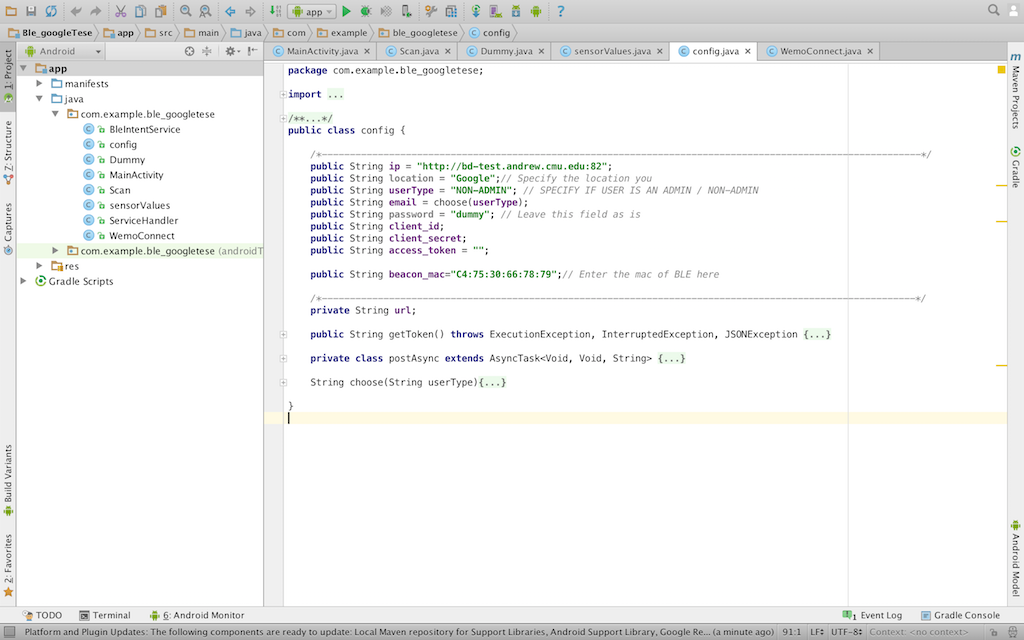 app
Ble_googleTese app src main java com example ble_googletese config
Android
MainActivity.java Scan.java Dummy.java sensorValues.java config.java WemoConnect.java
1: Project
Z: Structure
Captures
Build Variants
2: Favorites
app
manifests
java
com.example.ble_googletese
BleIntentService
config
Dummy
MainActivity
Scan
sensorValues
ServiceHandler
WemoConnect
com.example.ble_googletese (androidT
res
Gradle Scripts
package com.example.ble_googletese;
import ...
/**...*/
public class config {
/*——————————————————————————*/
public String ip = "http://bd-test.andrew.cmu.edu:82";
public String location = "Google";// Specify the location you
public String userType = "NON-ADMIN"; // SPECIFY IF USER IS AN ADMIN / NON-ADMIN
public String email = choose(userType);
public String password = "dummy"; // Leave this field as is
public String client_id;
public String client_secret;
public String access_token = "";
public String beacon_mac="C4:75:30:66:78:79";// Enter the mac of BLE here
/*——————————————————————————*/
private String url;
public String getToken() throws ExecutionException, InterruptedException, JSONException {...}
private class postAsync extends AsyncTask<Void, Void, String> {...}
String choose(String userType){...}
}
m
Maven Projects
Gradle
Android Model
TODO Terminal 6: Android Monitor 1 Event Log Gradle Console
Platform and Plugin Updates: The following components are ready to update: Local Maven repository for Support Libraries, Android Support Library, Google Re... (a minute ago) 91:1 LF UTF-8 Context: <no context>